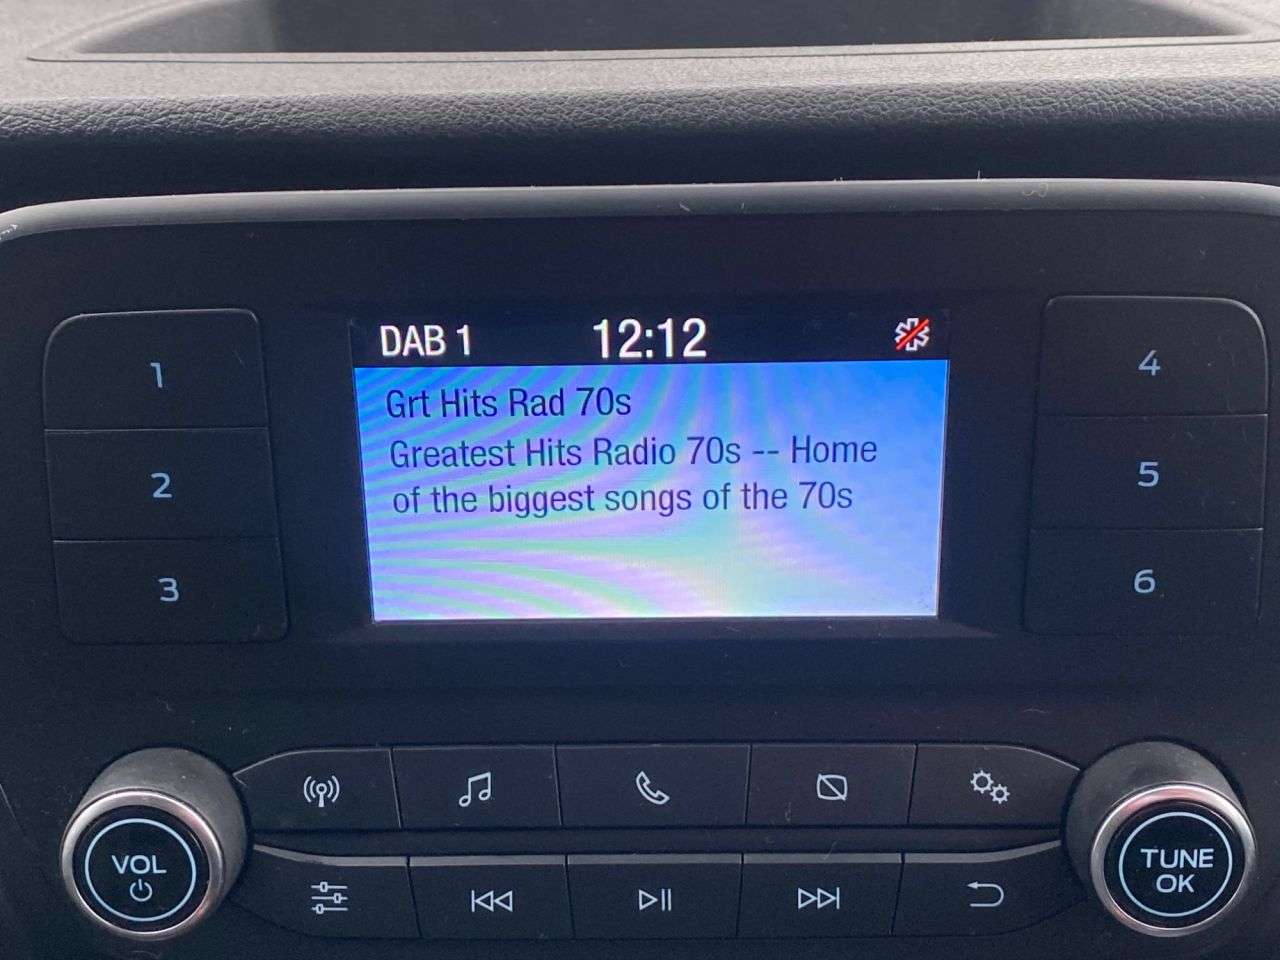 DAB 1 12:12
Grt Hits Rad 70s
Greatest Hits Radio 70s -- Home
of the biggest songs of the 70s
1
2
3
4
5
6
VOL
TUNE
OK